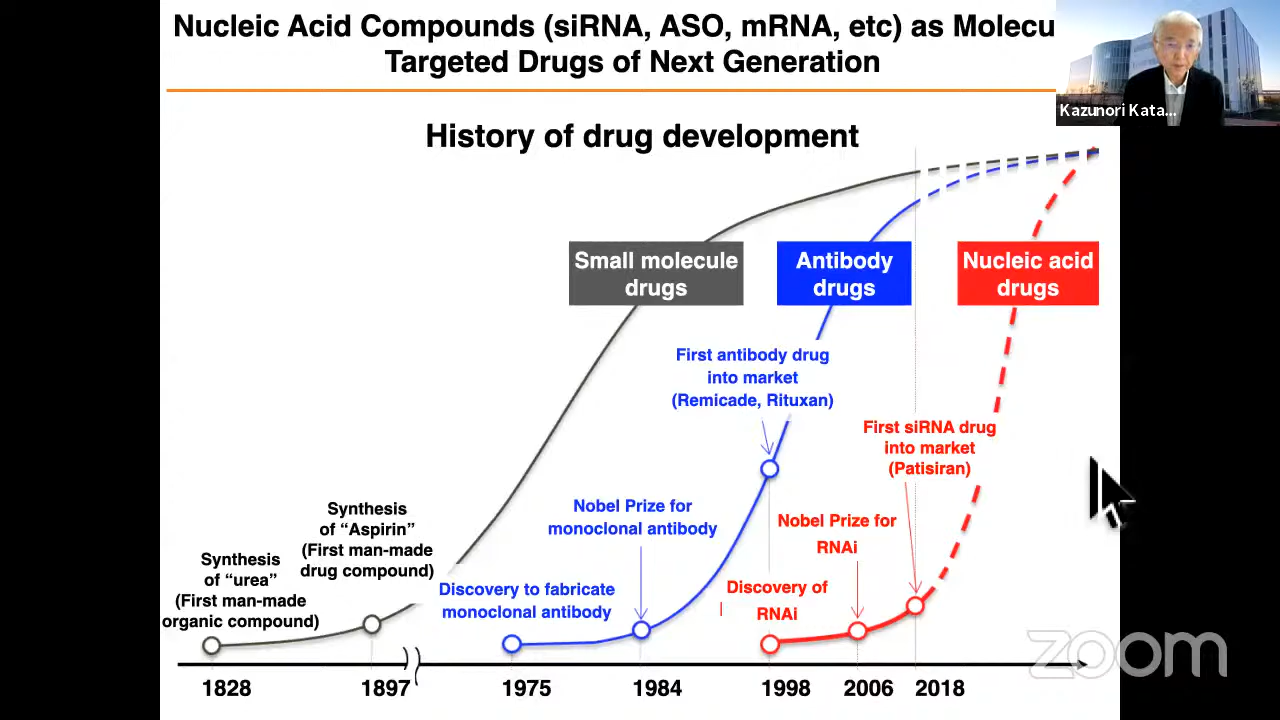 Nucleic Acid Compounds (siRNA, ASO, mRNA, etc) as Molecu
Targeted Drugs of Next Generation
Kazunori Kata...
History of drug development
Small molecule
drugs
Antibody
drugs
Nucleic acid
drugs
First antibody drug
into market
(Remicade, Rituxan)
First siRNA drug
into market
(Patisiran)
Synthesis
of “Aspirin”
(First man-made
drug compound)
Nobel Prize for
monoclonal antibody
Nobel Prize for
RNAi
Synthesis
of “urea”
(First man-made
organic compound)
Discovery to fabricate
monoclonal antibody
Discovery of
RNAi
zoom
1828 1897 1975 1984 1998 2006 2018